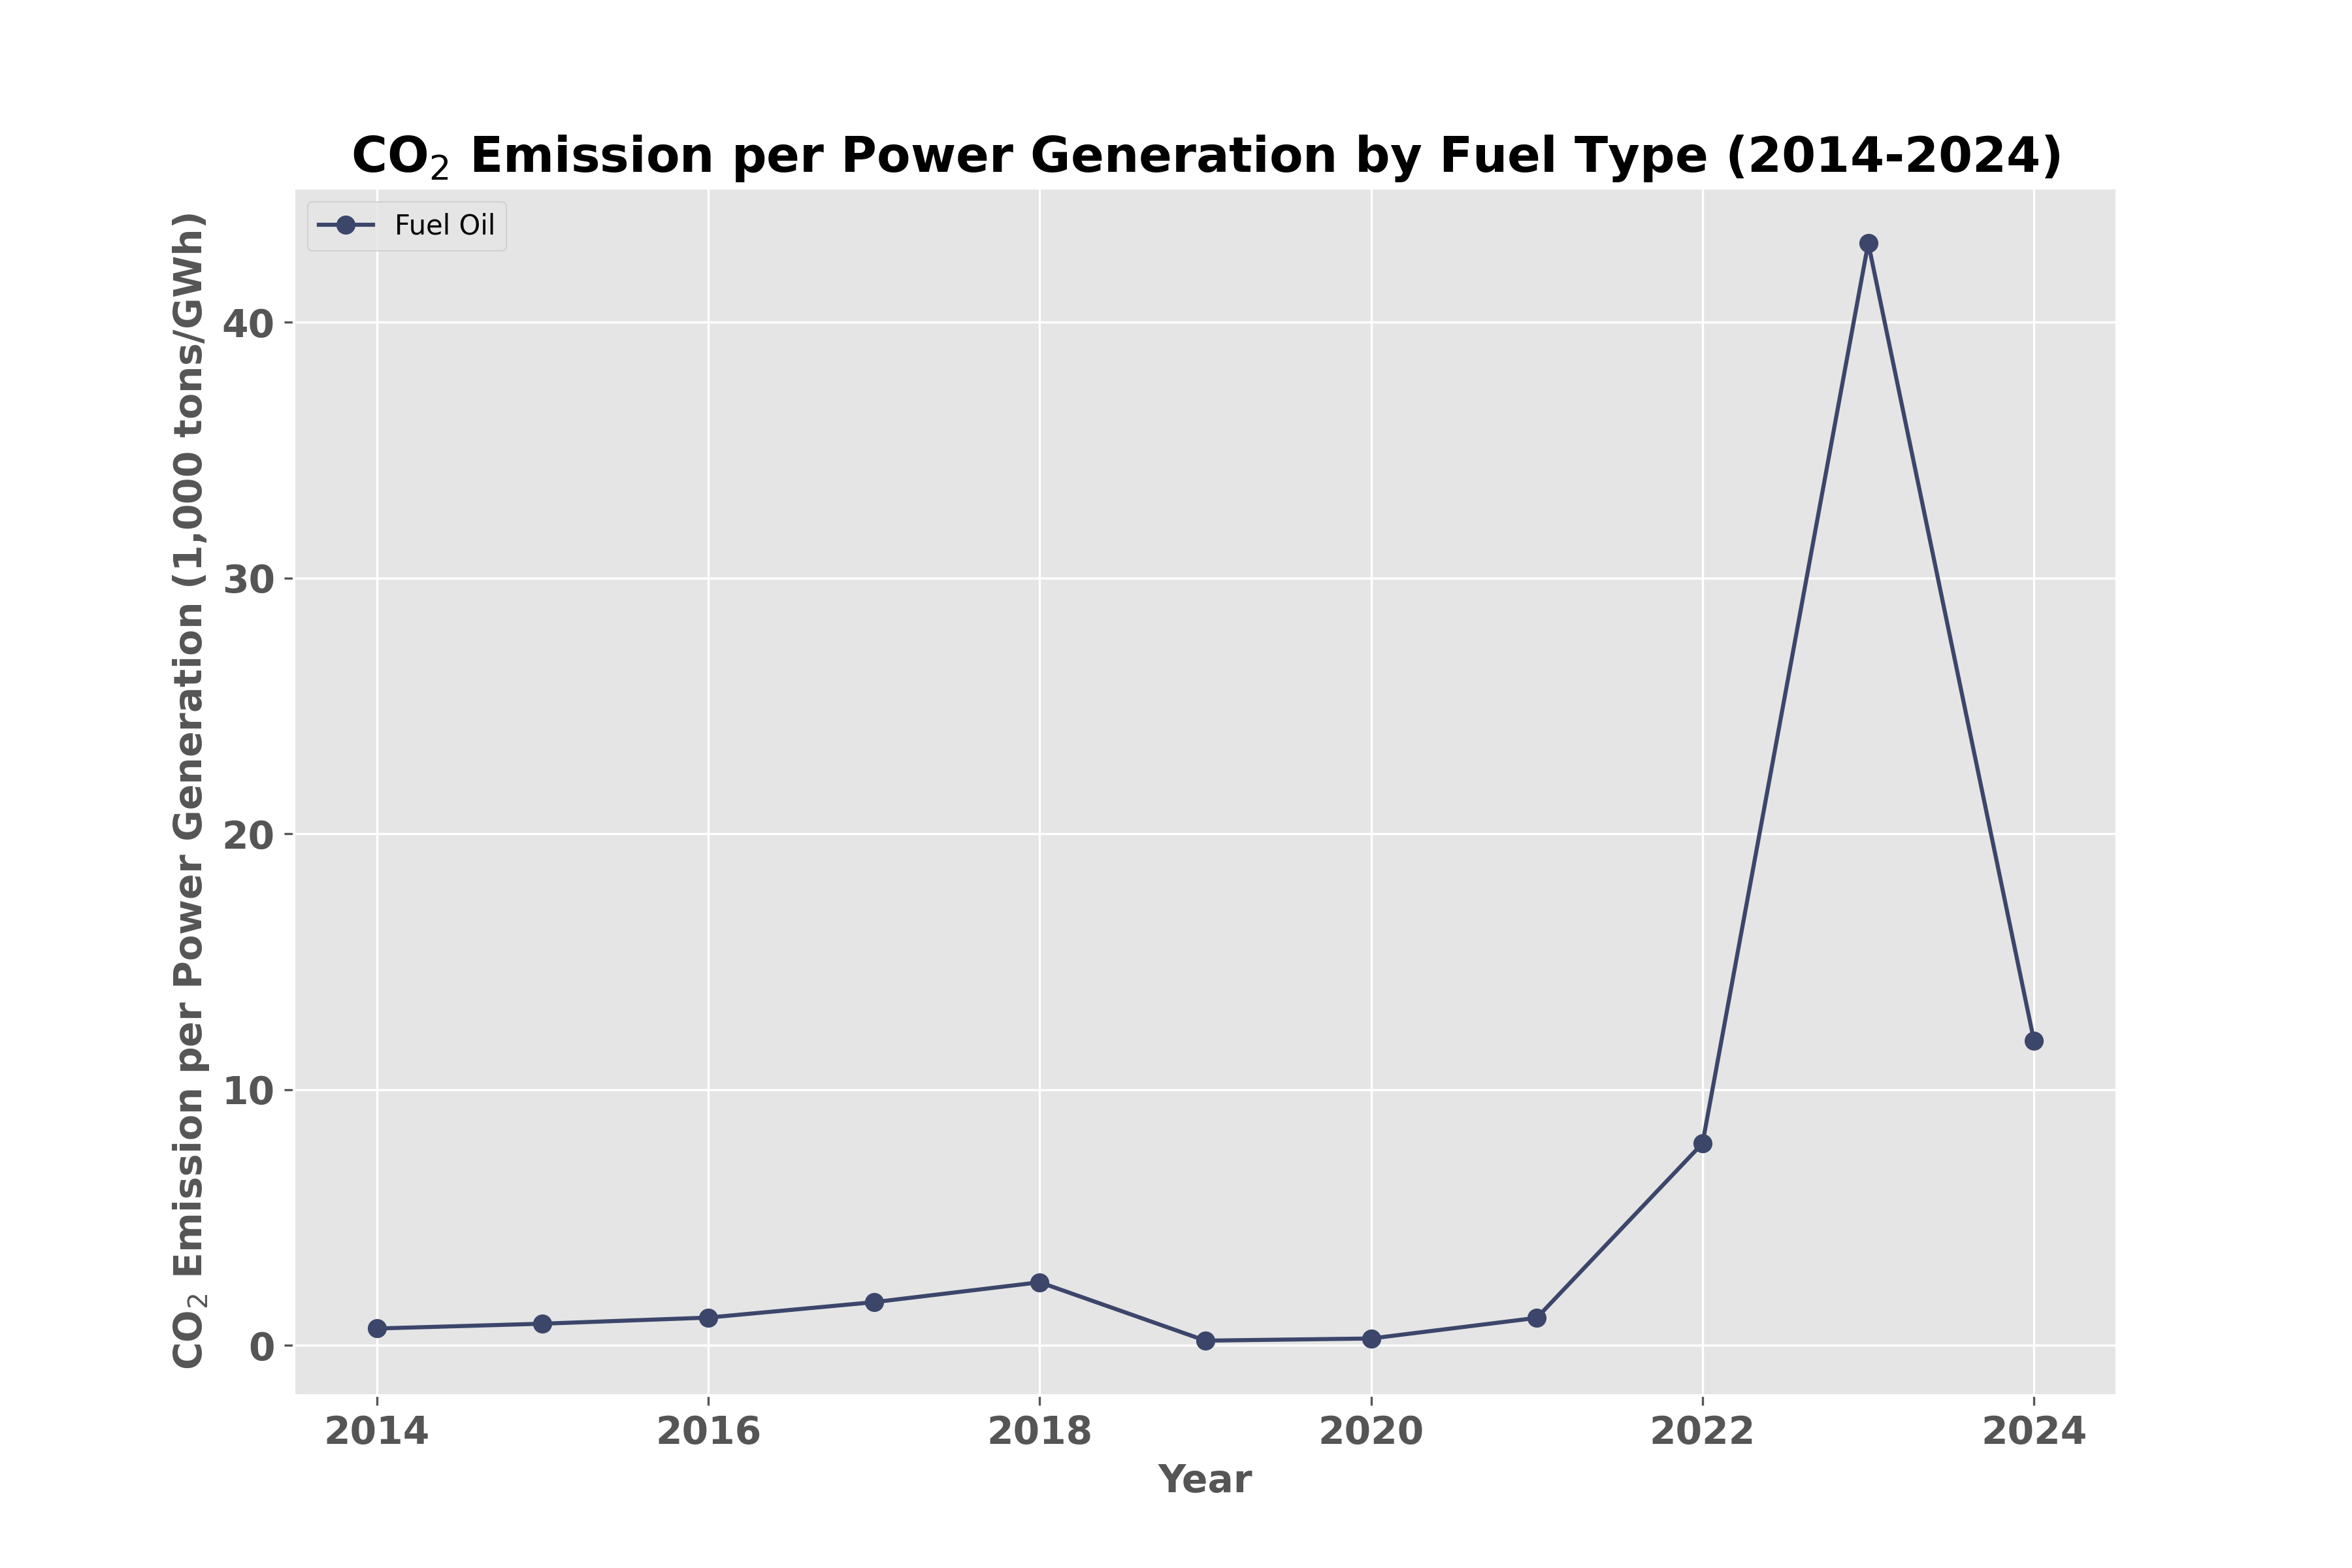 CO₂ Emission per Power Generation by Fuel Type (2014-2024)
Fuel Oil
CO₂ Emission per Power Generation (1,000 tons/GWh)
40
30
20
10
0
2014 2016 2018 2020 2022 2024
Year